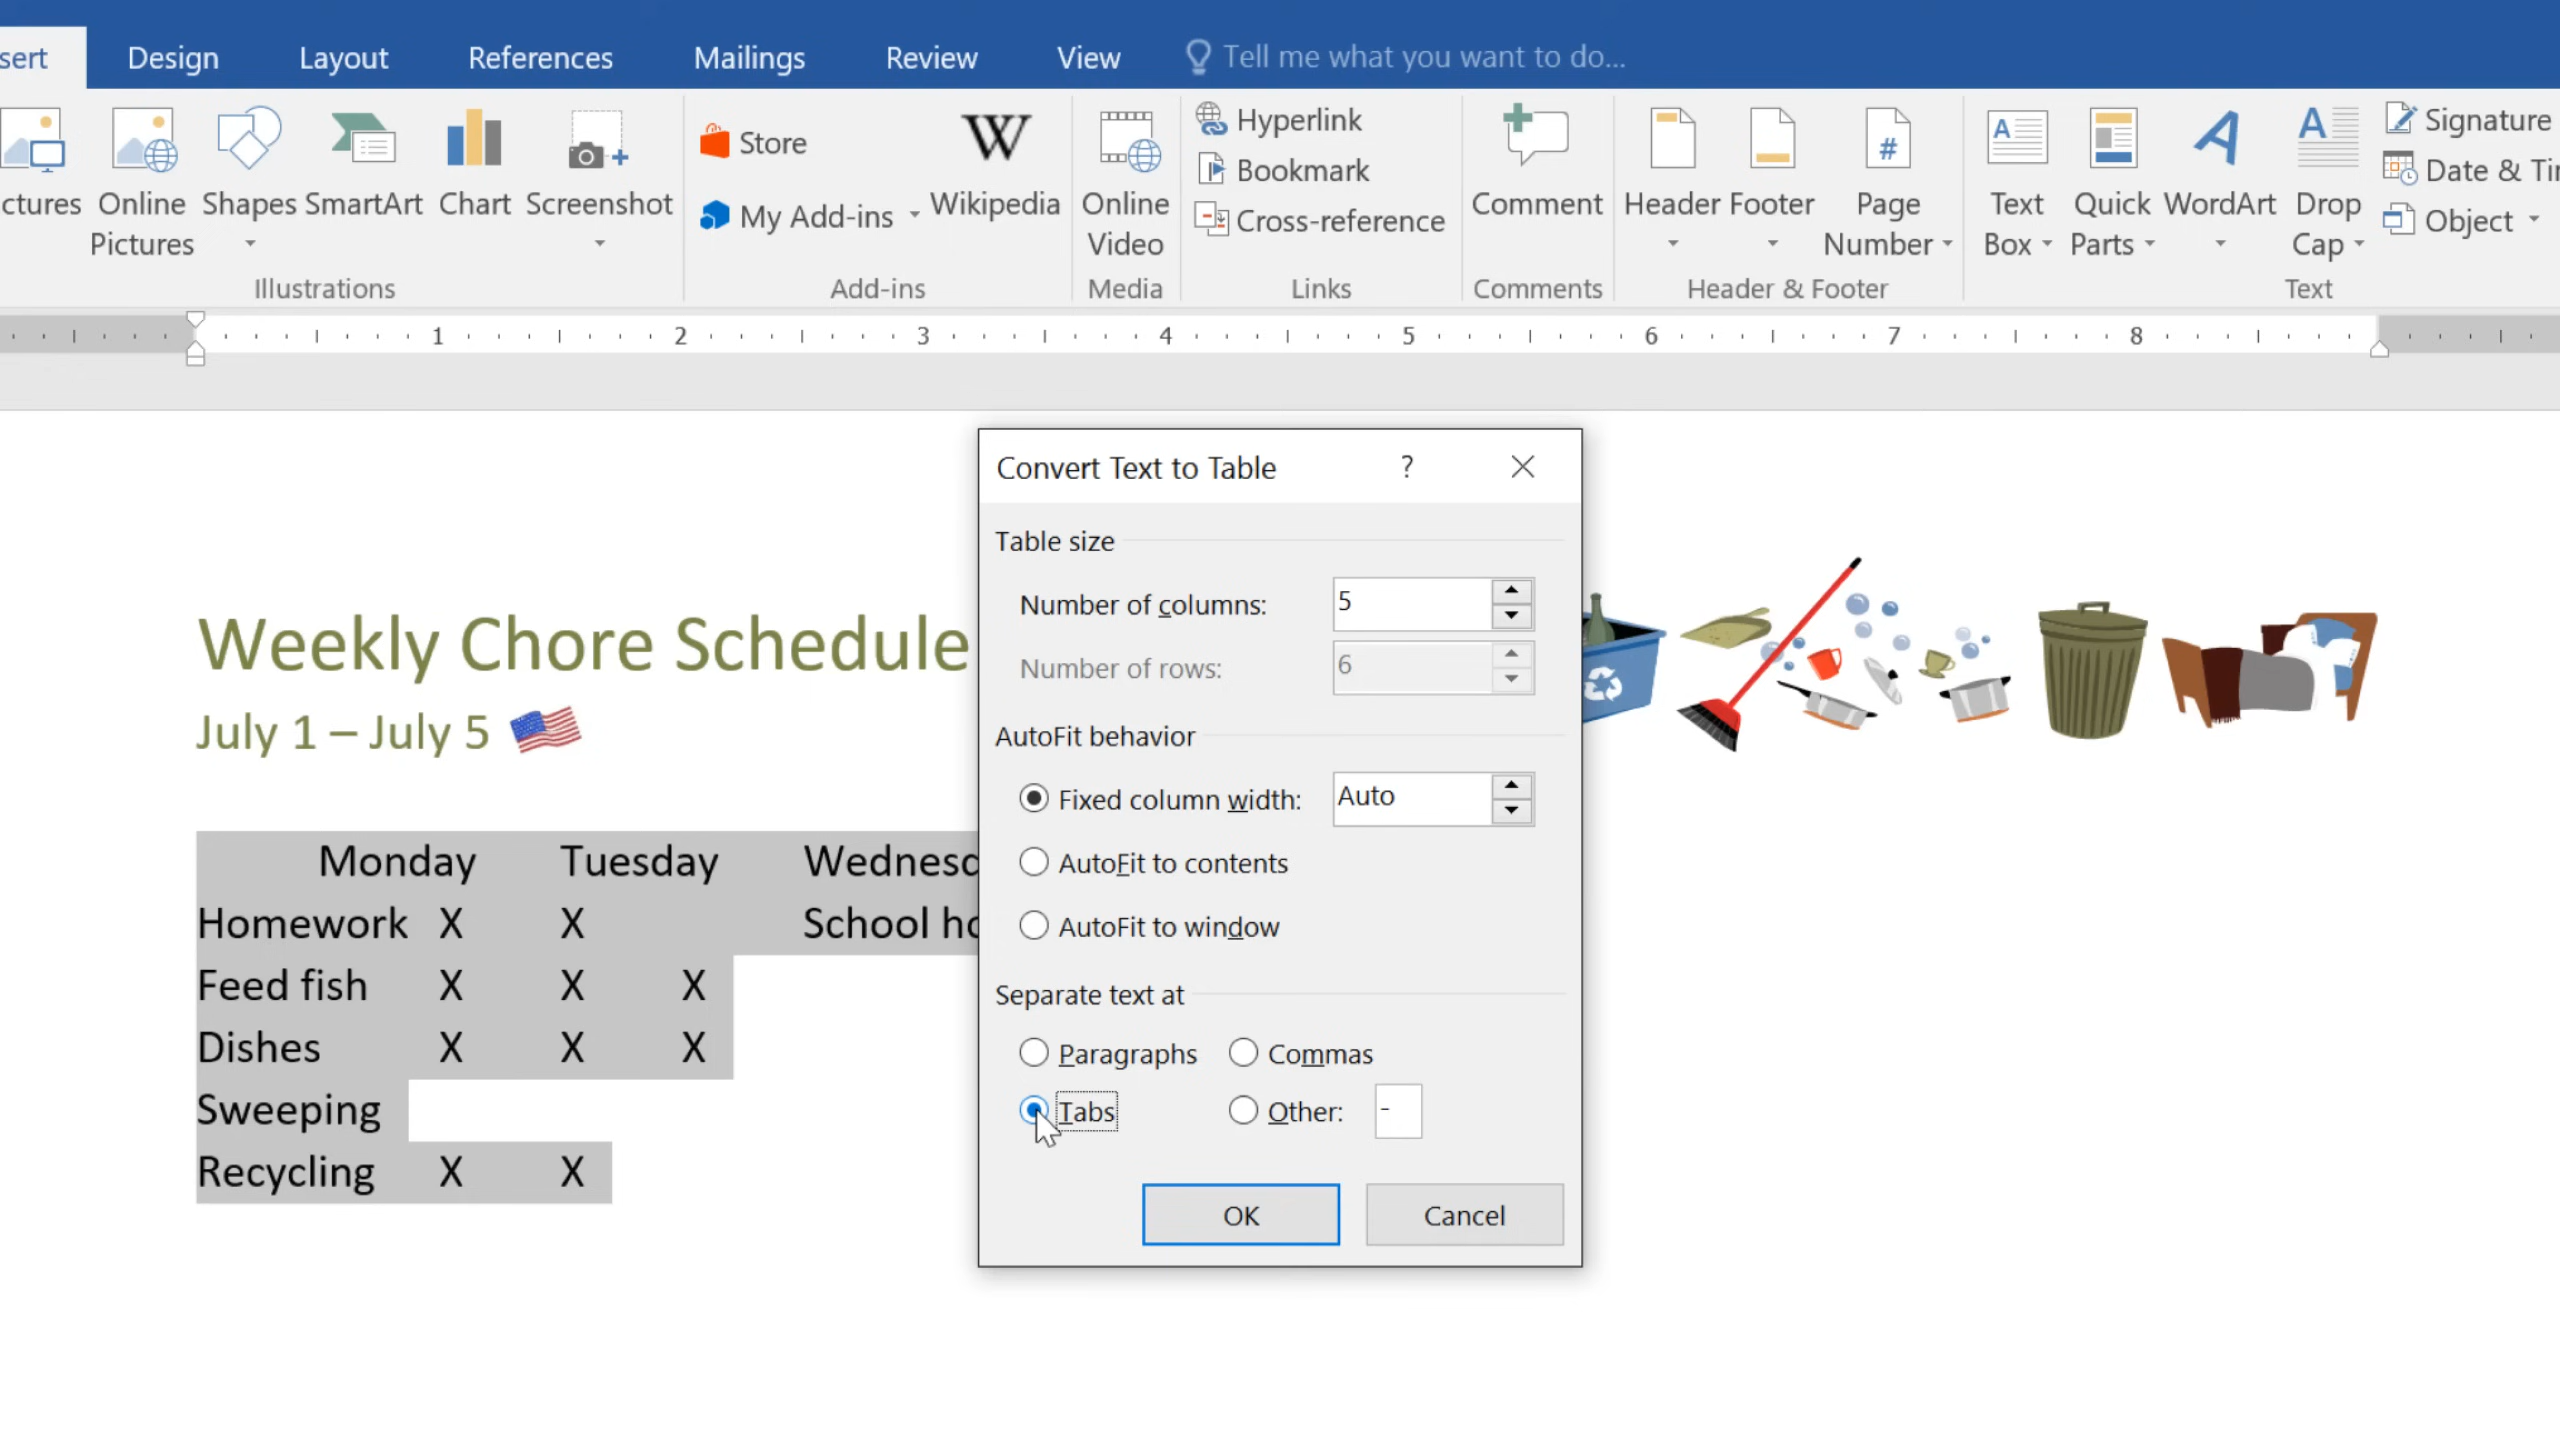 sert Design Layout References Mailings Review View Tell me what you want to do...
ctures Online Pictures Shapes SmartArt Chart Screenshot
Illustrations
Store
My Add-ins
Wikipedia
Add-ins
Online Video
Media
Hyperlink
Bookmark
Cross-reference
Links
Comment
Comments
Header Footer Page Number
Header & Footer
Text Box Quick Parts WordArt Drop Cap
Signature
Date & Ti
Object
Text
1 2 3 4 5 6 7 8
Weekly Chore Schedule
July 1 – July 5
Monday Tuesday Wednesd
Homework X X School ho
Feed fish X X X
Dishes X X X
Sweeping
Recycling X X
Convert Text to Table ?
Table size
Number of columns: 5
Number of rows: 6
AutoFit behavior
Fixed column width: Auto
AutoFit to contents
AutoFit to window
Separate text at
Paragraphs Commas
Tabs Other: -
OK Cancel